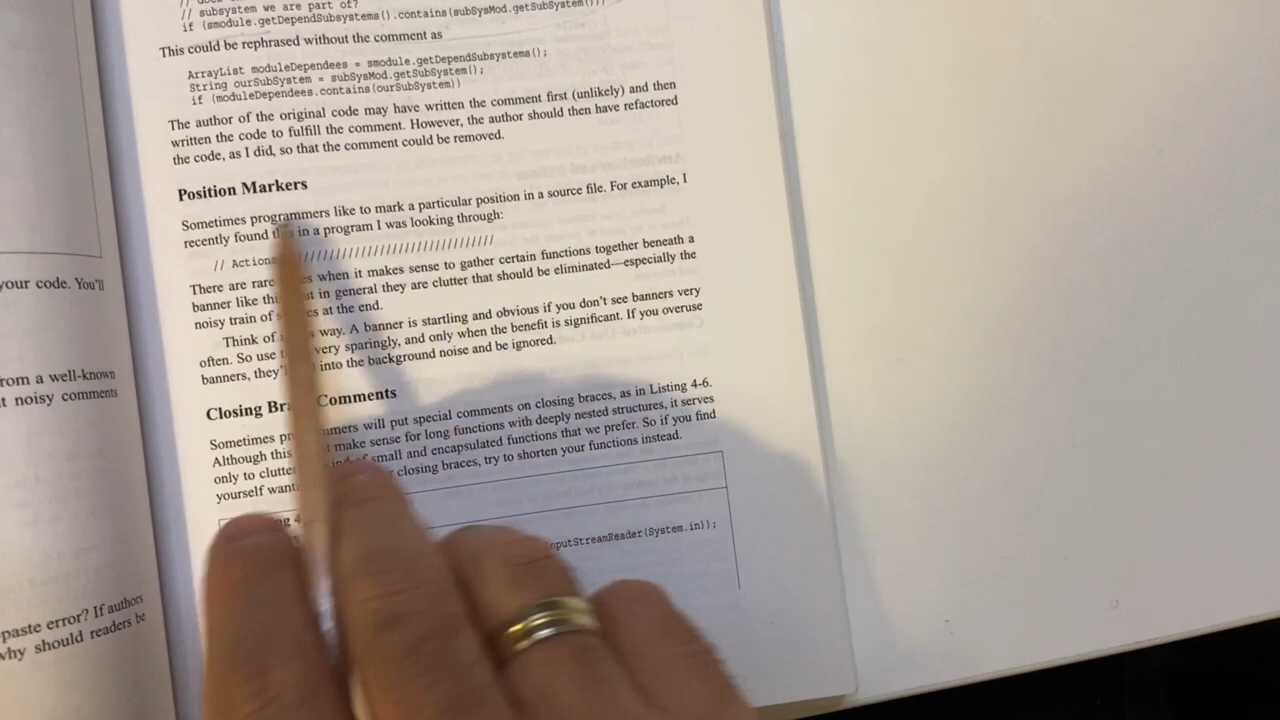 // subsystem we are part of?
if (smodule.getDependSubsystems().contains(subSysMod.getSubSystem()))
This could be rephrased without the comment as
ArrayList moduleDependees = smodule.getDependSubsystems();
String ourSubSystem = subSysMod.getSubSystem();
if (moduleDependees.contains(ourSubSystem))
The author of the original code may have written the comment first (unlikely) and then
written the code to fulfill the comment. However, the author should then have refactored
the code, as I did, so that the comment could be removed.
Position Markers
Sometimes programmers like to mark a particular position in a source file. For example, I
recently found this in a program I was looking through:
// Actions //////////////////////////////////
There are rare when it makes sense to gather certain functions together beneath a
banner like in general they are clutter that should be eliminated—especially the
noisy train of at the end.
Think of way. A banner is startling and obvious if you don't see banners very
often. So use very sparingly, and only when the benefit is significant. If you overuse
banners, into the background noise and be ignored.
Closing Comments
Sometimes will put special comments on closing braces, as in Listing 4-6.
Although this make sense for long functions with deeply nested structures, it serves
only to of small and encapsulated functions that we prefer. So if you find
yourself closing braces, try to shorten your functions instead.
(System.in));
your code. You'll
from a well-known
noisy comments
paste error? If authors
why should readers be